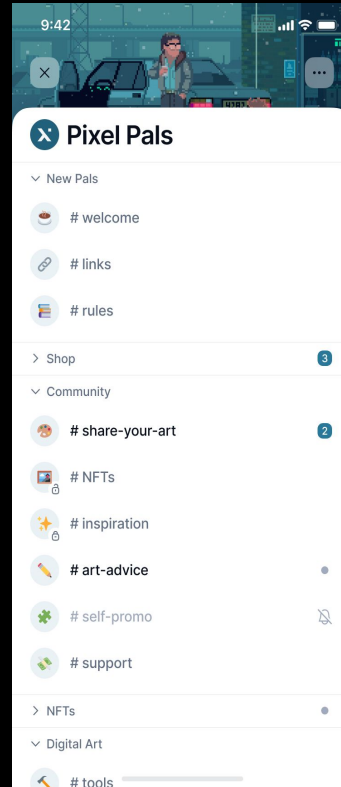 9:42
Pixel Pals
New Pals
# welcome
# links
# rules
Shop 3
Community
# share-your-art 2
# NFTs
# inspiration
# art-advice
# self-promo
# support
NFTs
Digital Art
# tools